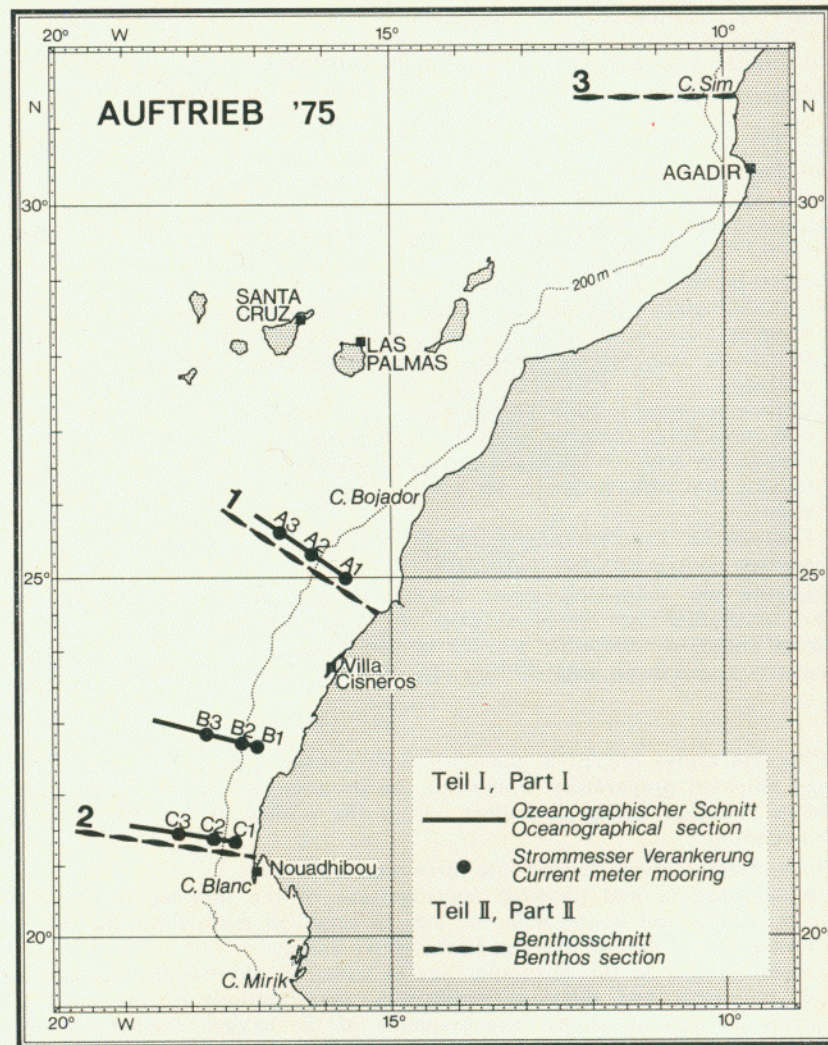 20° W 15° 10°
N N
AUFTRIEB '75
3
C. Sim
AGADIR
30° 30°
200 m
SANTA
CRUZ
LAS
PALMAS
C. Bojador
1
A3 A2 A1
25° 25°
Villa
Cisneros
B3 B2 B1
2
C3 C2 C1
Nouadhibou
C. Blanc
20° 20°
C. Mirik
Teil I, Part I
Ozeanographischer Schnitt
Oceanographical section
Strommesser Verankerung
Current meter mooring
Teil II, Part II
Benthosschnitt
Benthos section
20° W 15° 10°